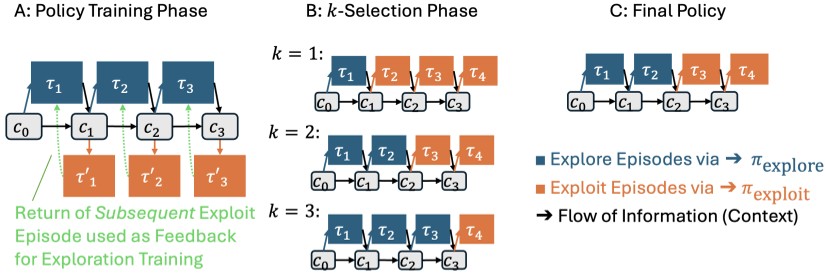 A: Policy Training Phase
τ₁ τ₂ τ₃
c₀ c₁ c₂ c₃
τ′₁ τ′₂ τ′₃
Return of Subsequent Exploit
Episode used as Feedback
for Exploration Training
B: k-Selection Phase
k = 1:
τ₁ τ₂ τ₃ τ₄
c₀ c₁ c₂ c₃
k = 2:
τ₁ τ₂ τ₃ τ₄
c₀ c₁ c₂ c₃
k = 3:
τ₁ τ₂ τ₃ τ₄
c₀ c₁ c₂ c₃
C: Final Policy
τ₁ τ₂ τ₃ τ₄
c₀ c₁ c₂ c₃
Explore Episodes via ➔ π_explore
Exploit Episodes via ➔ π_exploit
➔ Flow of Information (Context)